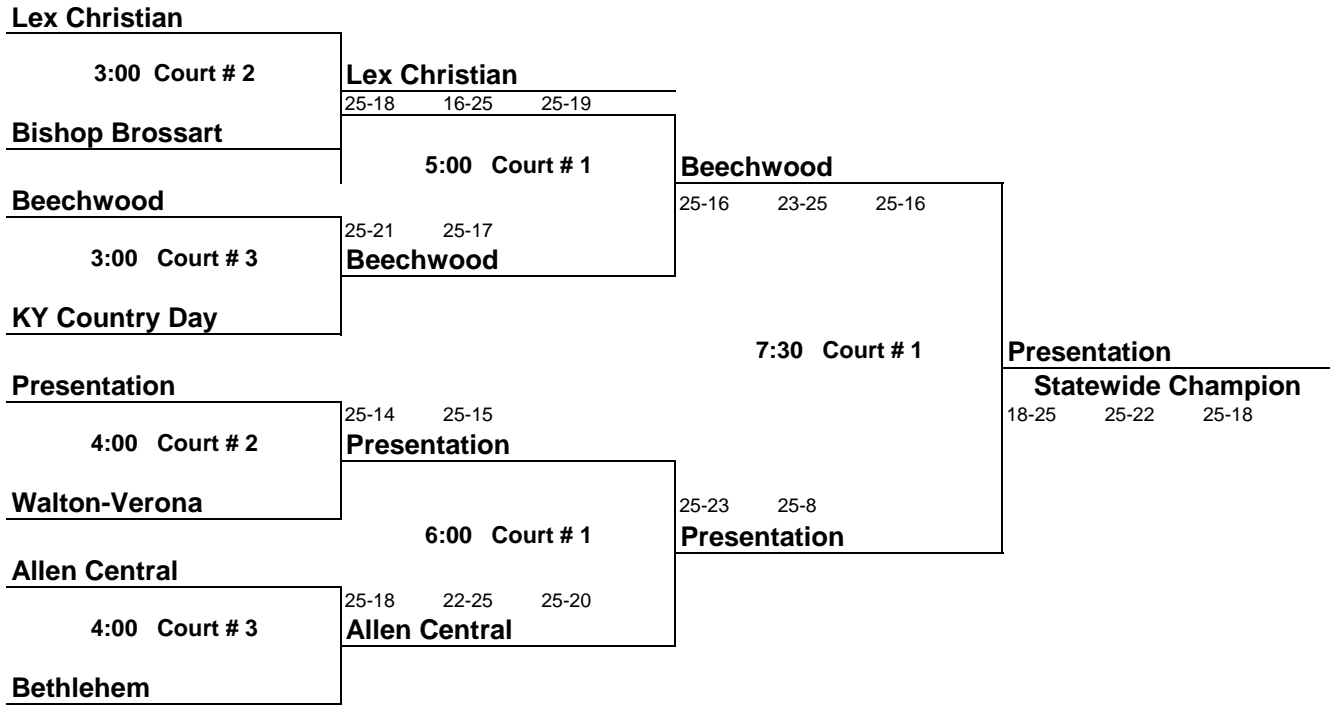 Lex Christian
3:00 Court # 2
Lex Christian
25-18 16-25 25-19
Bishop Brossart
5:00 Court # 1
Beechwood
Beechwood
25-16 23-25 25-16
25-21 25-17
3:00 Court # 3
Beechwood
KY Country Day
7:30 Court # 1
Presentation
Presentation
Statewide Champion
25-14 25-15
18-25 25-22 25-18
4:00 Court # 2
Presentation
Walton-Verona
25-23 25-8
6:00 Court # 1
Presentation
Allen Central
25-18 22-25 25-20
4:00 Court # 3
Allen Central
Bethlehem